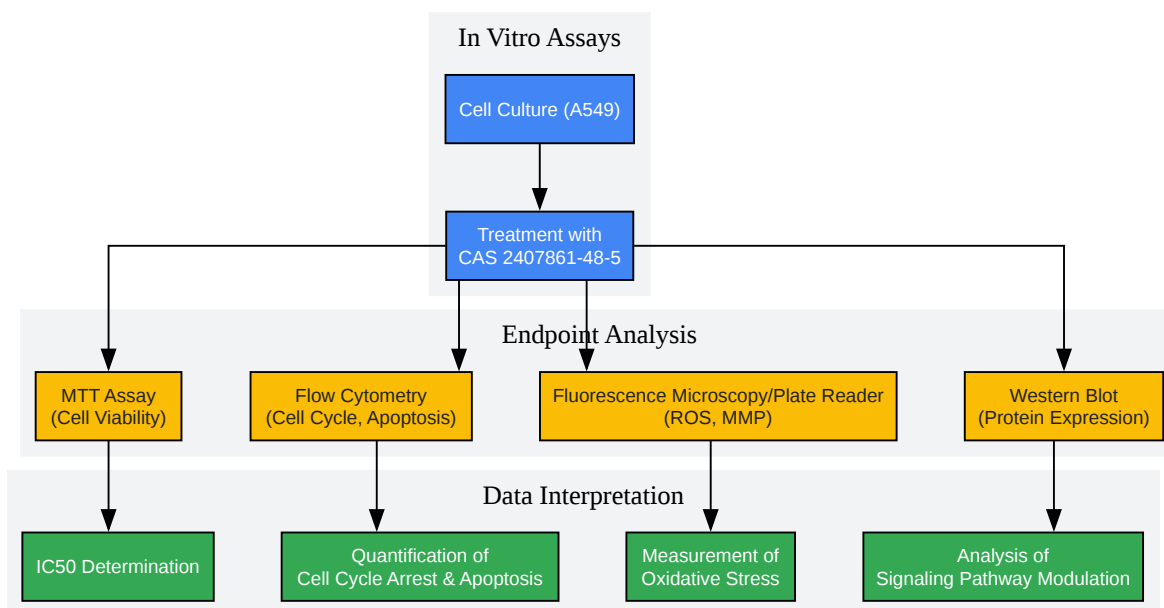 In Vitro Assays
Cell Culture (A549)
Treatment with
CAS 2407861-48-5
Endpoint Analysis
MTT Assay
(Cell Viability)
Flow Cytometry
(Cell Cycle, Apoptosis)
Fluorescence Microscopy/Plate Reader
(ROS, MMP)
Western Blot
(Protein Expression)
Data Interpretation
IC50 Determination
Quantification of
Cell Cycle Arrest & Apoptosis
Measurement of
Oxidative Stress
Analysis of
Signaling Pathway Modulation